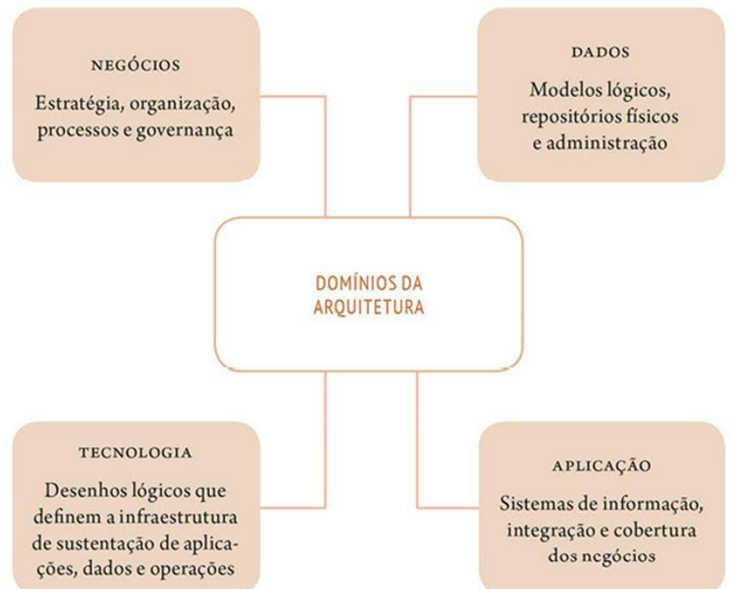 NEGÓCIOS
Estratégia, organização,
processos e governança
DADOS
Modelos lógicos,
repositórios físicos
e administração
DOMÍNIOS DA
ARQUITETURA
TECNOLOGIA
Desenhos lógicos que
definem a infraestrutura
de sustentação de aplica-
ções, dados e operações
APLICAÇÃO
Sistemas de informação,
integração e cobertura
dos negócios